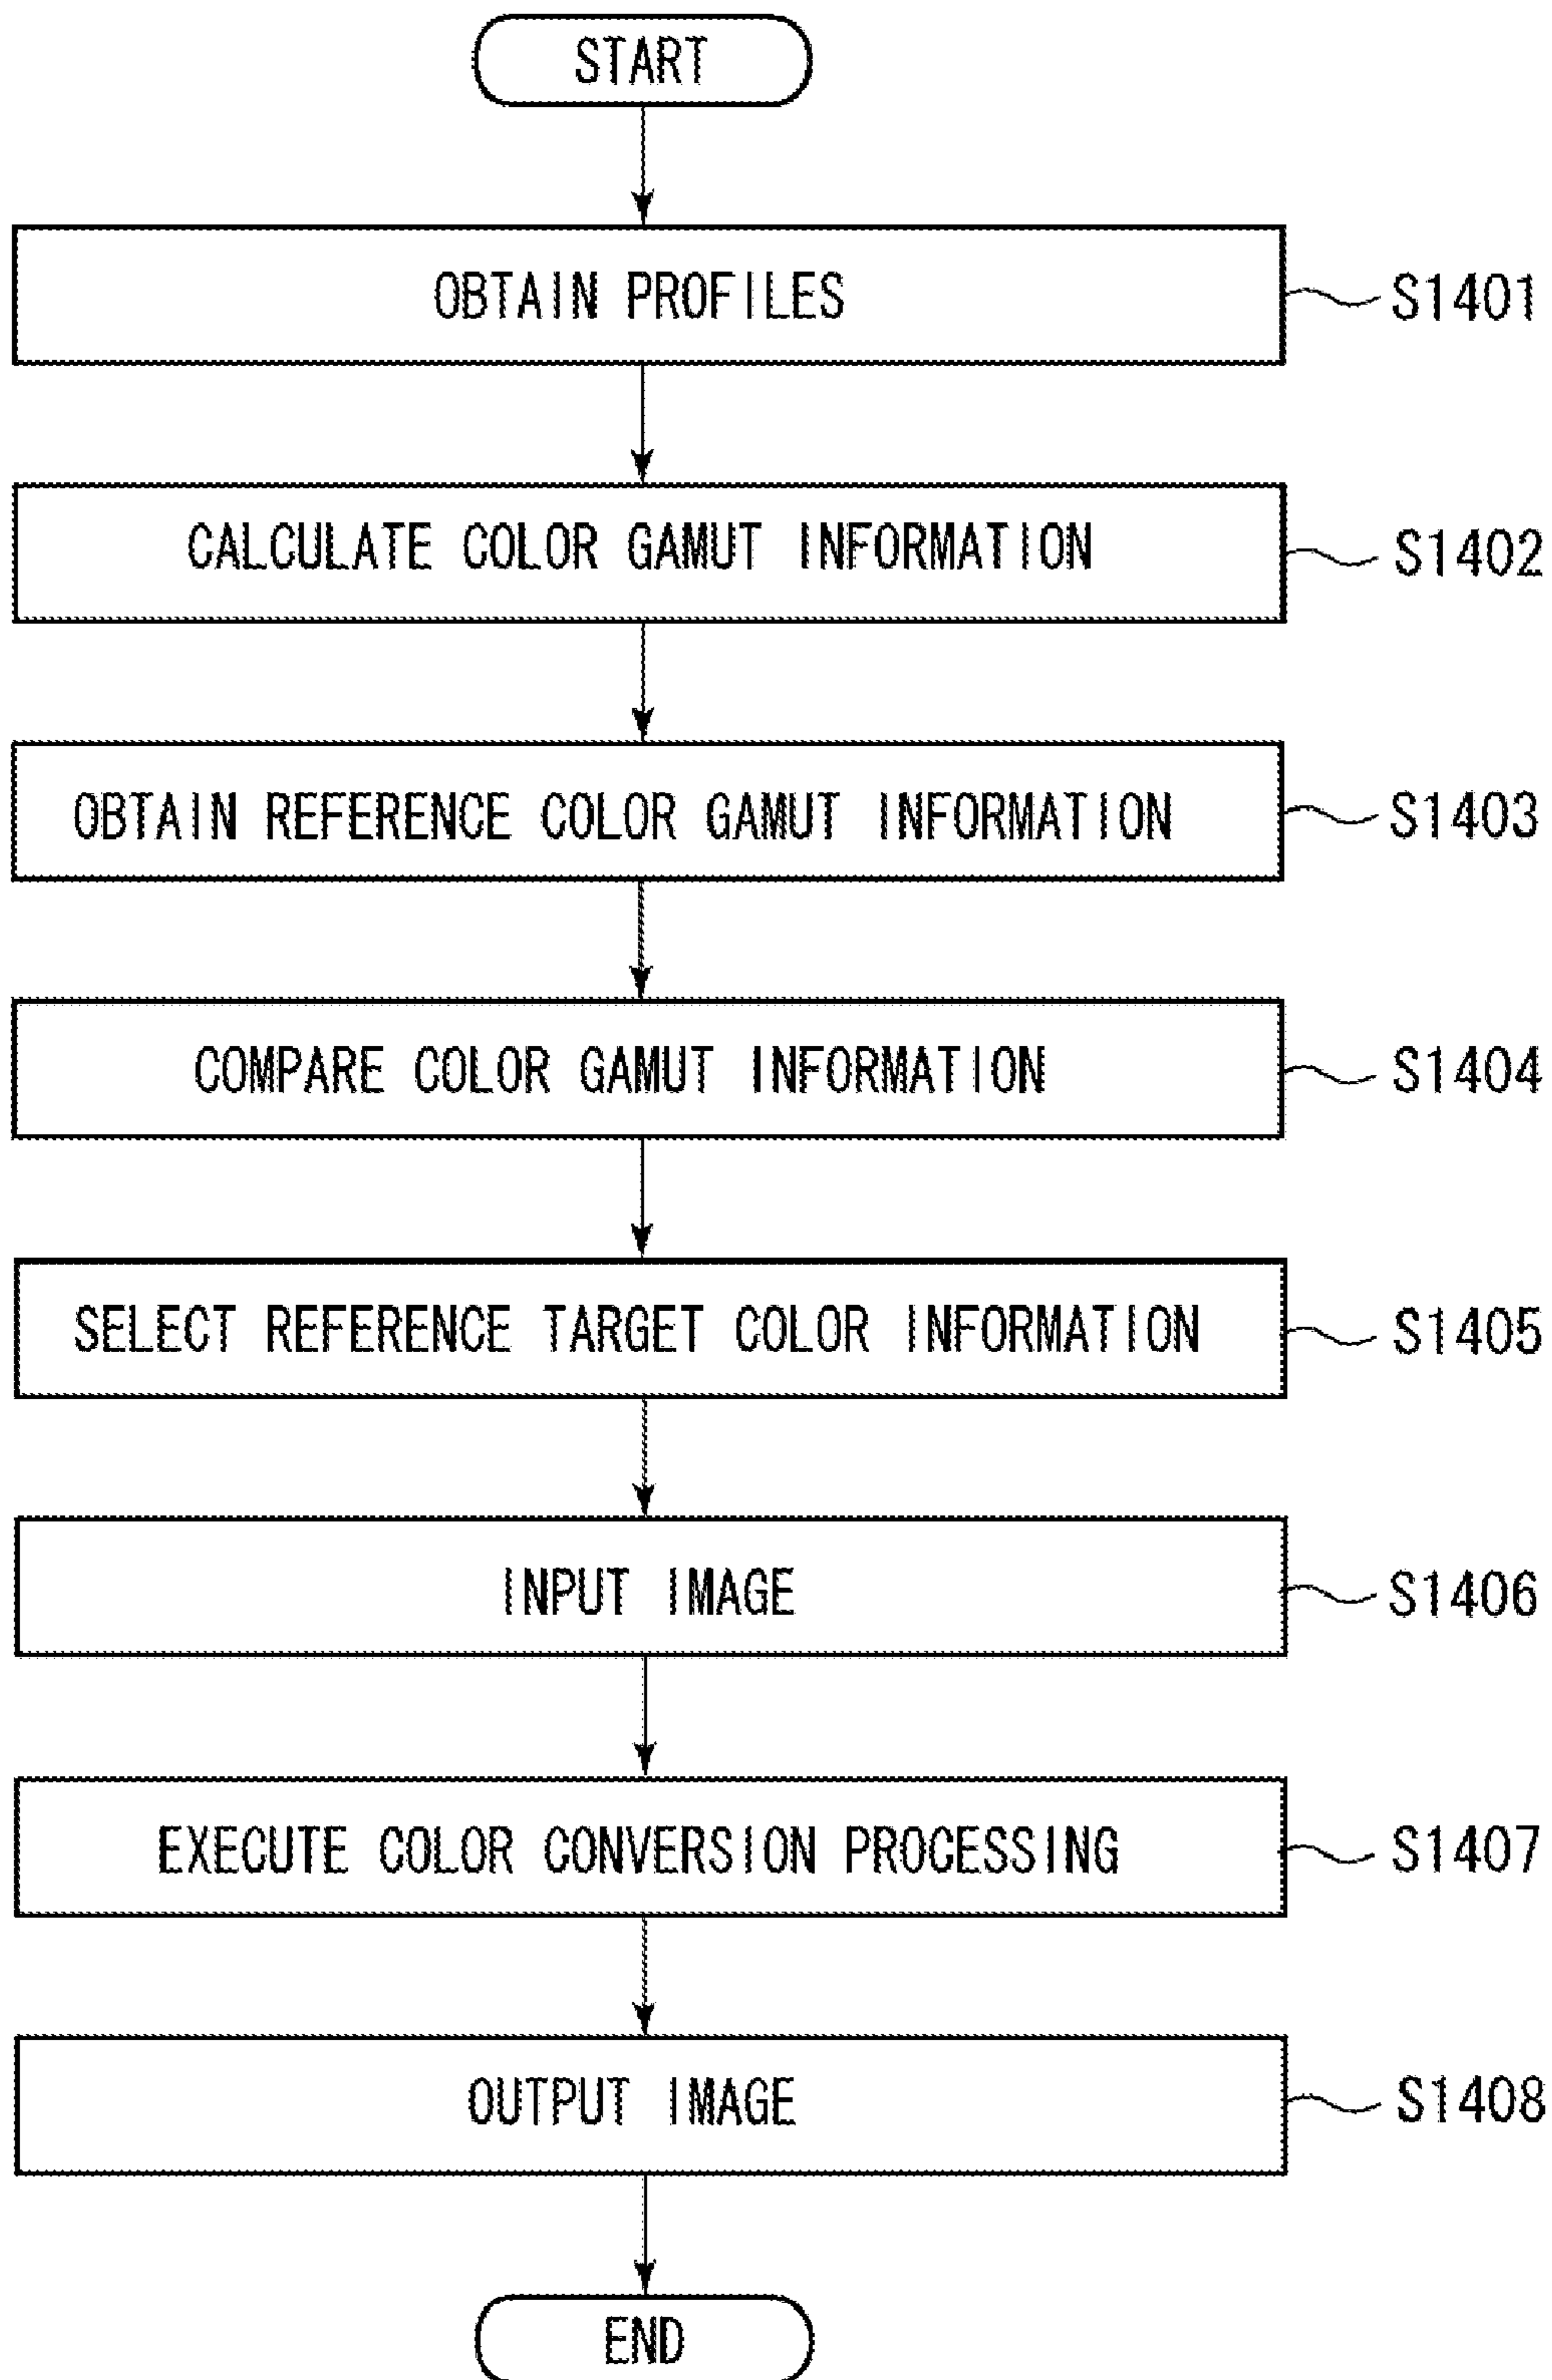 START
OBTAIN PROFILES
S1401
CALCULATE COLOR GAMUT INFORMATION
S1402
OBTAIN REFERENCE COLOR GAMUT INFORMATION
S1403
COMPARE COLOR GAMUT INFORMATION
S1404
SELECT REFERENCE TARGET COLOR INFORMATION
S1405
INPUT IMAGE
S1406
EXECUTE COLOR CONVERSION PROCESSING
S1407
OUTPUT IMAGE
S1408
END